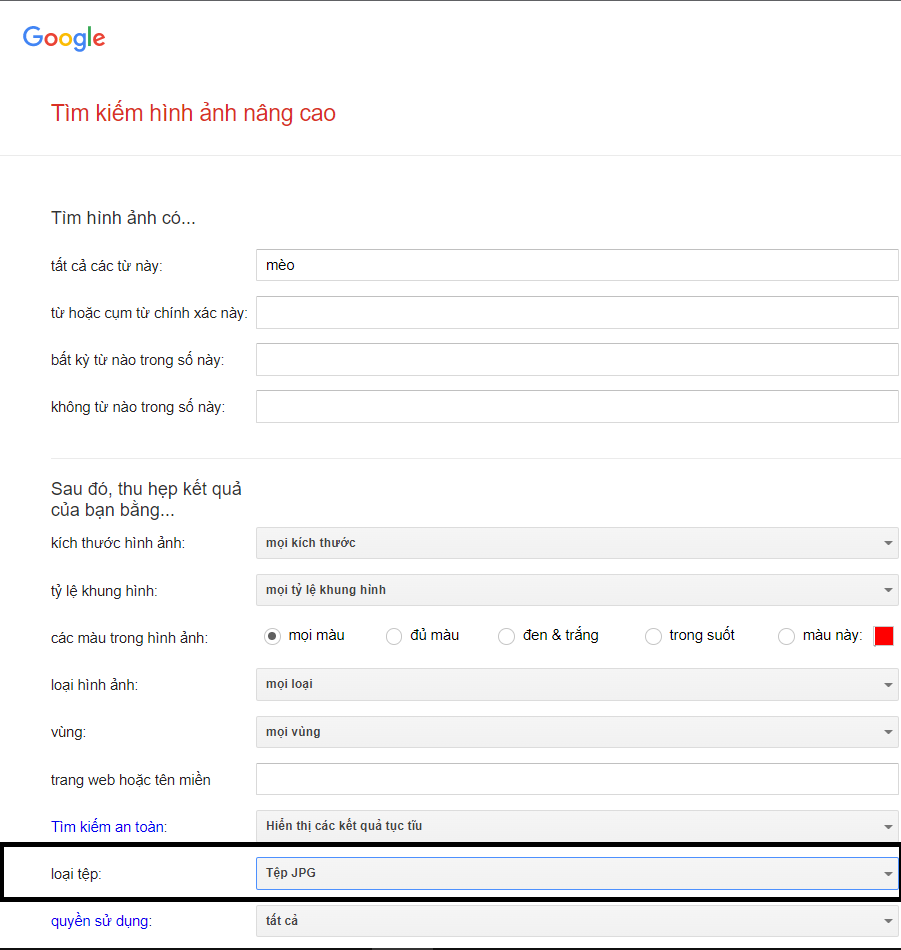 Google
Tìm kiếm hình ảnh nâng cao
Tìm hình ảnh có...
tất cả các từ này: mèo
từ hoặc cụm từ chính xác này:
bất kỳ từ nào trong số này:
không từ nào trong số này:
Sau đó, thu hẹp kết quả
của bạn bằng...
kích thước hình ảnh: mọi kích thước
tỷ lệ khung hình: mọi tỷ lệ khung hình
các màu trong hình ảnh: mọi màu đủ màu đen & trắng trong suốt màu này:
loại hình ảnh: mọi loại
vùng: mọi vùng
trang web hoặc tên miền
Tìm kiếm an toàn: Hiển thị các kết quả tục tĩu
loại tệp: Tệp JPG
quyền sử dụng: tất cả